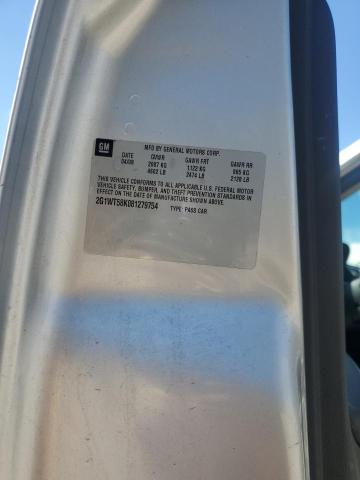 GM
MFD BY GENERAL MOTORS CORP.
DATE GVWR GAWR FRT GAWR RR
04/08 2087 KG 1122 KG 965 KG
4602 LB 2474 LB 2128 LB
THIS VEHICLE CONFORMS TO ALL APPLICABLE U.S. FEDERAL MOTOR
VEHICLE SAFETY, BUMPER, AND THEFT PREVENTION STANDARDS IN
EFFECT ON THE DATE OF MANUFACTURE SHOWN ABOVE.
2G1WT58K081279754 TYPE: PASS CAR